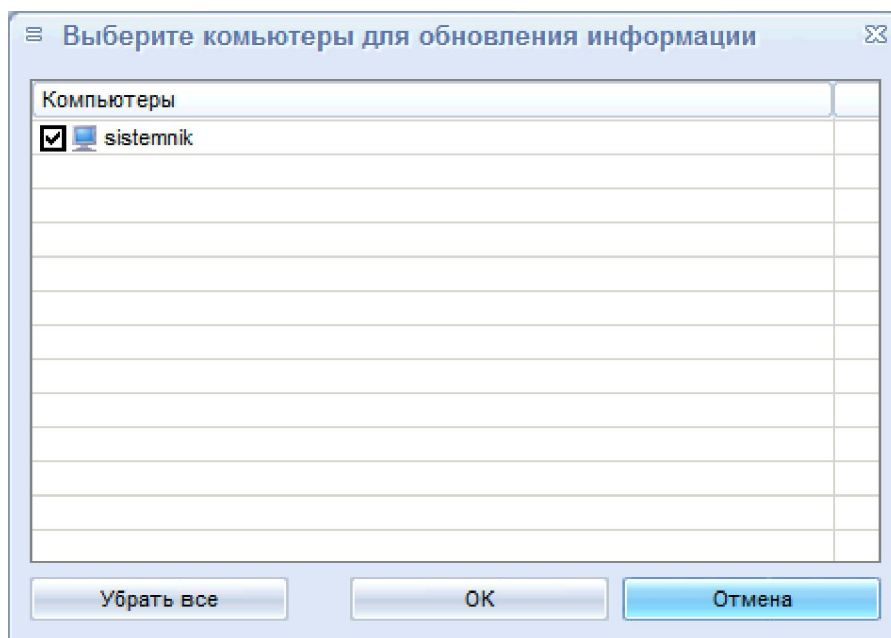 Выберите комьютеры для обновления информации
Компьютеры
sistemnik
Убрать все
OK
Отмена